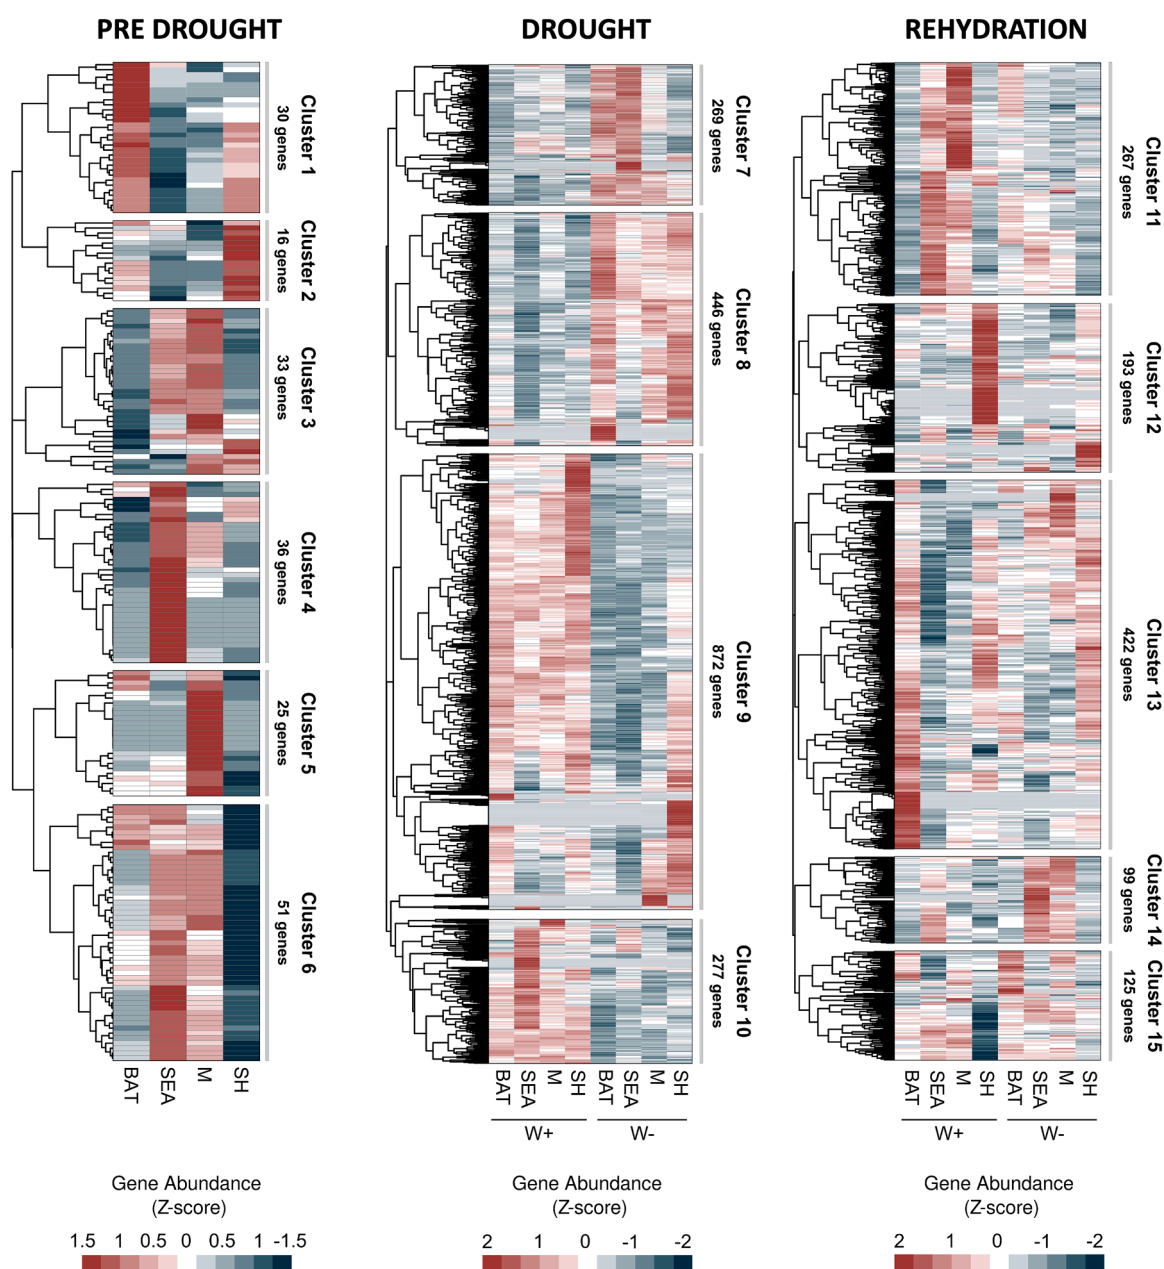 PRE DROUGHT
Cluster 1
30 genes
Cluster 2
16 genes
Cluster 3
33 genes
Cluster 4
36 genes
Cluster 5
25 genes
Cluster 6
51 genes
BAT
SEA
M
SH
Gene Abundance
(Z-score)
1.5 1 0.5 0 0.5 1 -1.5
DROUGHT
Cluster 7
269 genes
Cluster 8
446 genes
Cluster 9
872 genes
Cluster 10
277 genes
BAT
SEA
M
SH
BAT
SEA
M
SH
W+ W-
Gene Abundance
(Z-score)
2 1 0 -1 -2
REHYDRATION
Cluster 11
267 genes
Cluster 12
193 genes
Cluster 13
422 genes
Cluster 14
99 genes
Cluster 15
125 genes
BAT
SEA
M
SH
BAT
SEA
M
SH
W+ W-
Gene Abundance
(Z-score)
2 1 0 -1 -2